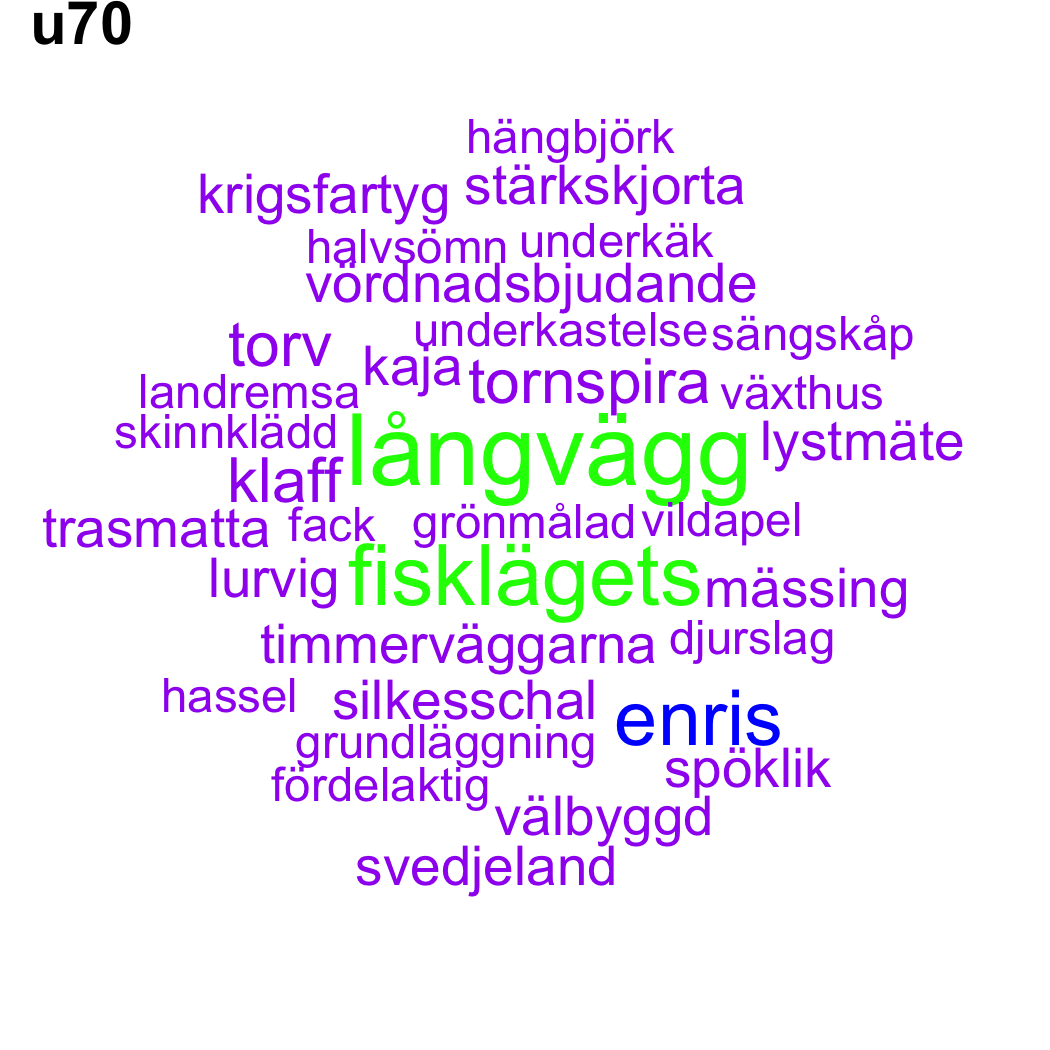 u70
hängbjörk
krigsfartyg stärkskjorta
halvsömn underkäk
vördnadsbjudande
torv underkastelse sängskåp
kaja tornspira växthus
landremsa
skinnklädd långvägg lystmäte
klaff
trasmatta fack grönmålad vildapel
lurvig fisklägets mässing
timmerväggarna djurslag
hassel silkesschal enris
grundläggning
fördelaktig spöklik
välbyggd
svedjeland